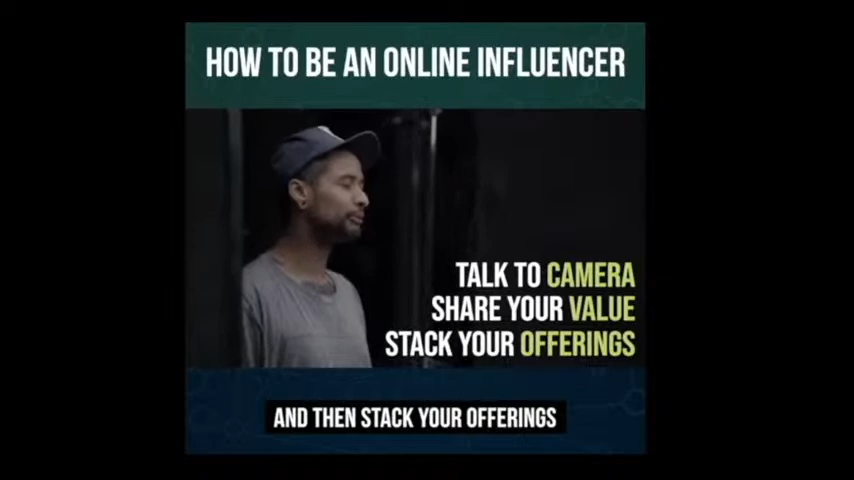 HOW TO BE AN ONLINE INFLUENCER
TALK TO CAMERA
SHARE YOUR VALUE
STACK YOUR OFFERINGS
AND THEN STACK YOUR OFFERINGS